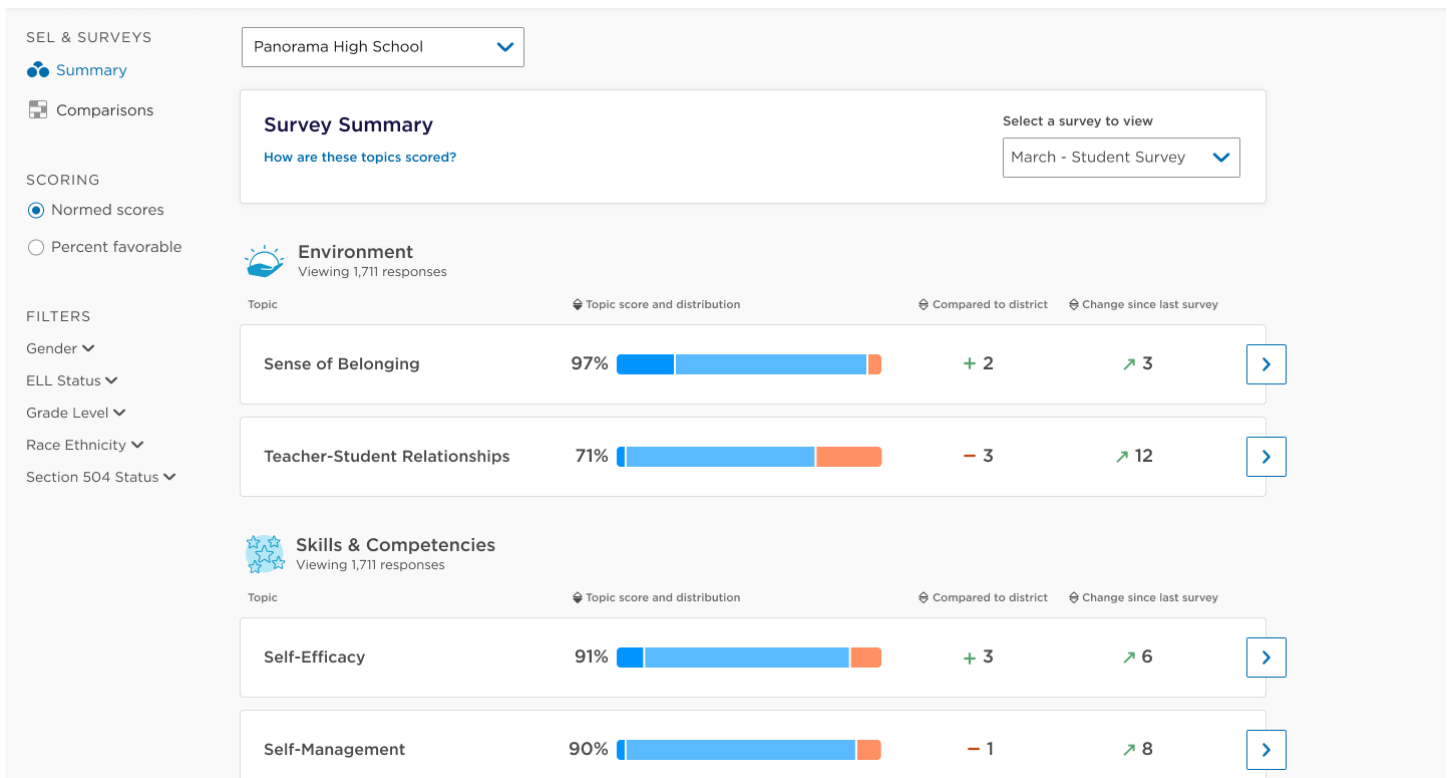 SEL & SURVEYS
Summary
Comparisons
SCORING
Normed scores
Percent favorable
FILTERS
Gender
ELL Status
Grade Level
Race Ethnicity
Section 504 Status
Panorama High School
Survey Summary
How are these topics scored?
Select a survey to view
March - Student Survey
Environment
Viewing 1,711 responses
Topic Topic score and distribution Compared to district Change since last survey
Sense of Belonging 97% + 2 3
Teacher-Student Relationships 71% − 3 12
Skills & Competencies
Viewing 1,711 responses
Topic Topic score and distribution Compared to district Change since last survey
Self-Efficacy 91% + 3 6
Self-Management 90% − 1 8